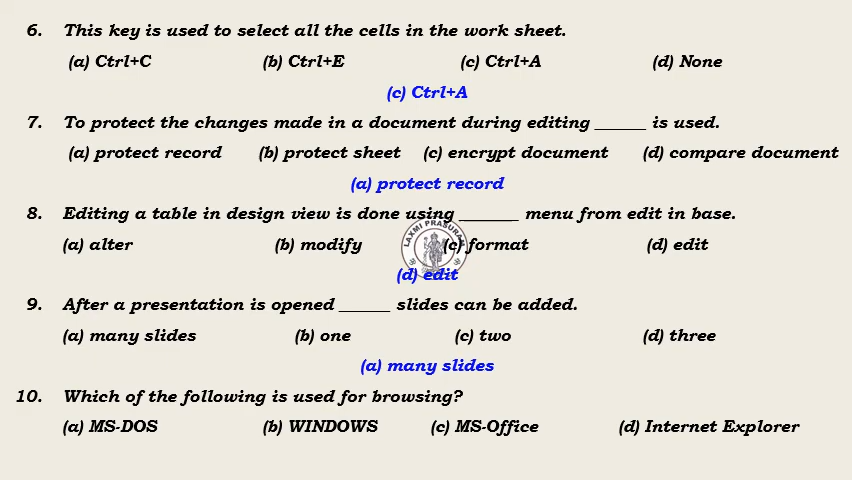 6. This key is used to select all the cells in the work sheet.
(a) Ctrl+C (b) Ctrl+E (c) Ctrl+A (d) None
(c) Ctrl+A
7. To protect the changes made in a document during editing ______ is used.
(a) protect record (b) protect sheet (c) encrypt document (d) compare document
(a) protect record
8. Editing a table in design view is done using _______ menu from edit in base.
LAXMI PRASURAM
(a) alter (b) modify (c) format (d) edit
(d) edit
9. After a presentation is opened ______ slides can be added.
(a) many slides (b) one (c) two (d) three
(a) many slides
10. Which of the following is used for browsing?
(a) MS-DOS (b) WINDOWS (c) MS-Office (d) Internet Explorer